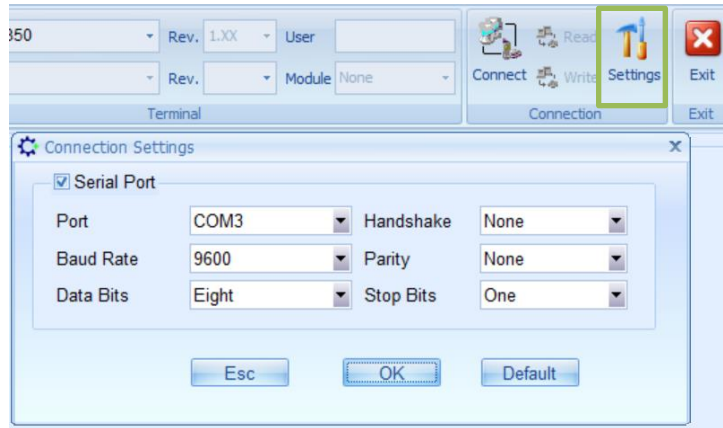 350 Rev. 1.XX User
Rev. Module None
Connect Read Write Settings Exit
Terminal Connection Exit
Connection Settings
Serial Port
Port COM3 Handshake None
Baud Rate 9600 Parity None
Data Bits Eight Stop Bits One
Esc OK Default